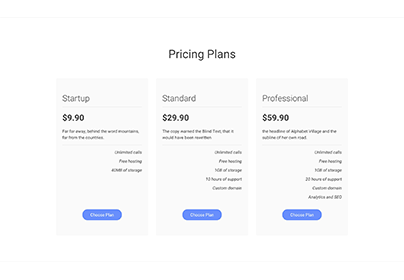 Pricing Plans
Startup
$9.90
Far far away, behind the word mountains,
far from the countries.
Unlimited calls
Free hosting
40MB of storage
Choose Plan
Standard
$29.90
The copy warned the Blind Text, that it
would have been rewritten
Unlimited calls
Free hosting
1GB of storage
10 hours of support
Custom domain
Choose Plan
Professional
$59.90
the headline of Alphabet Village and the
subline of her own road.
Unlimited calls
Free hosting
1GB of storage
20 hours of support
Custom domain
Analytics and SEO
Choose Plan